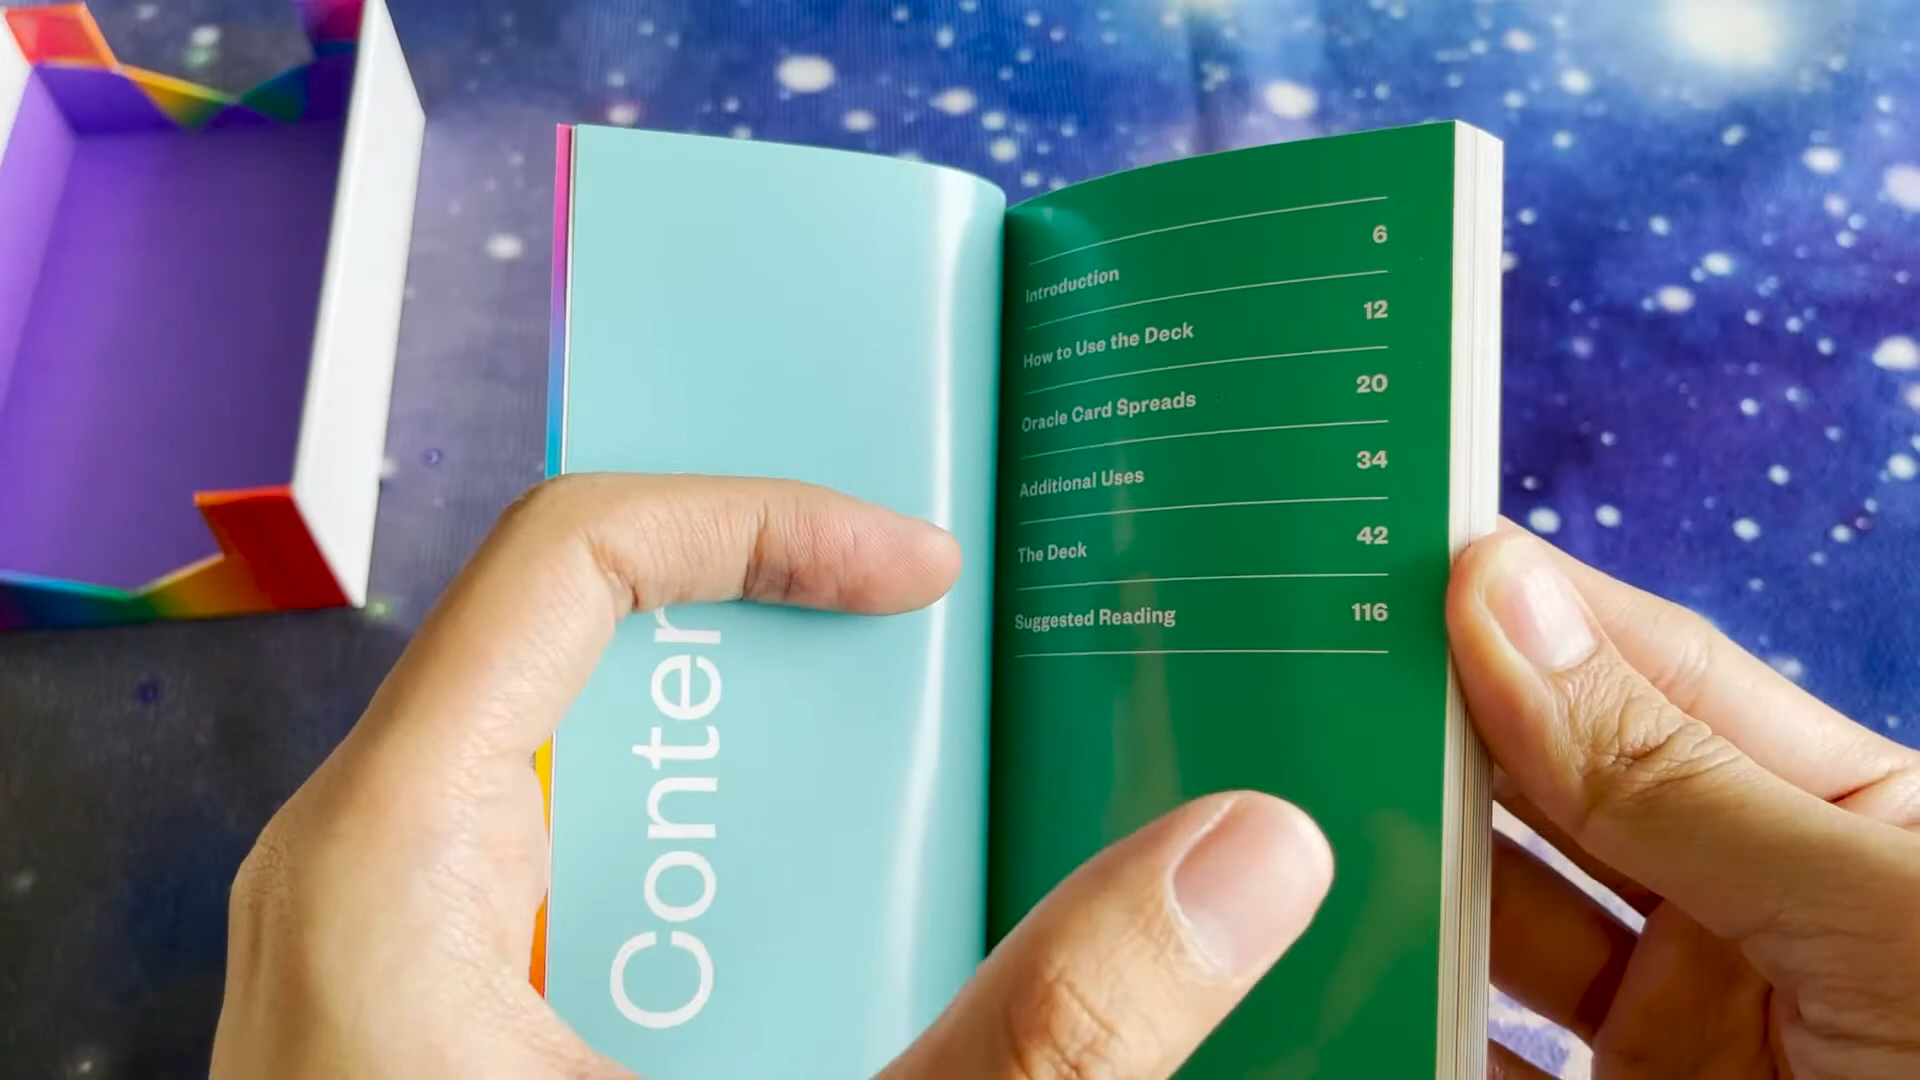 Conten
6
Introduction
12
How to Use the Deck
20
Oracle Card Spreads
34
Additional Uses
42
The Deck
116
Suggested Reading